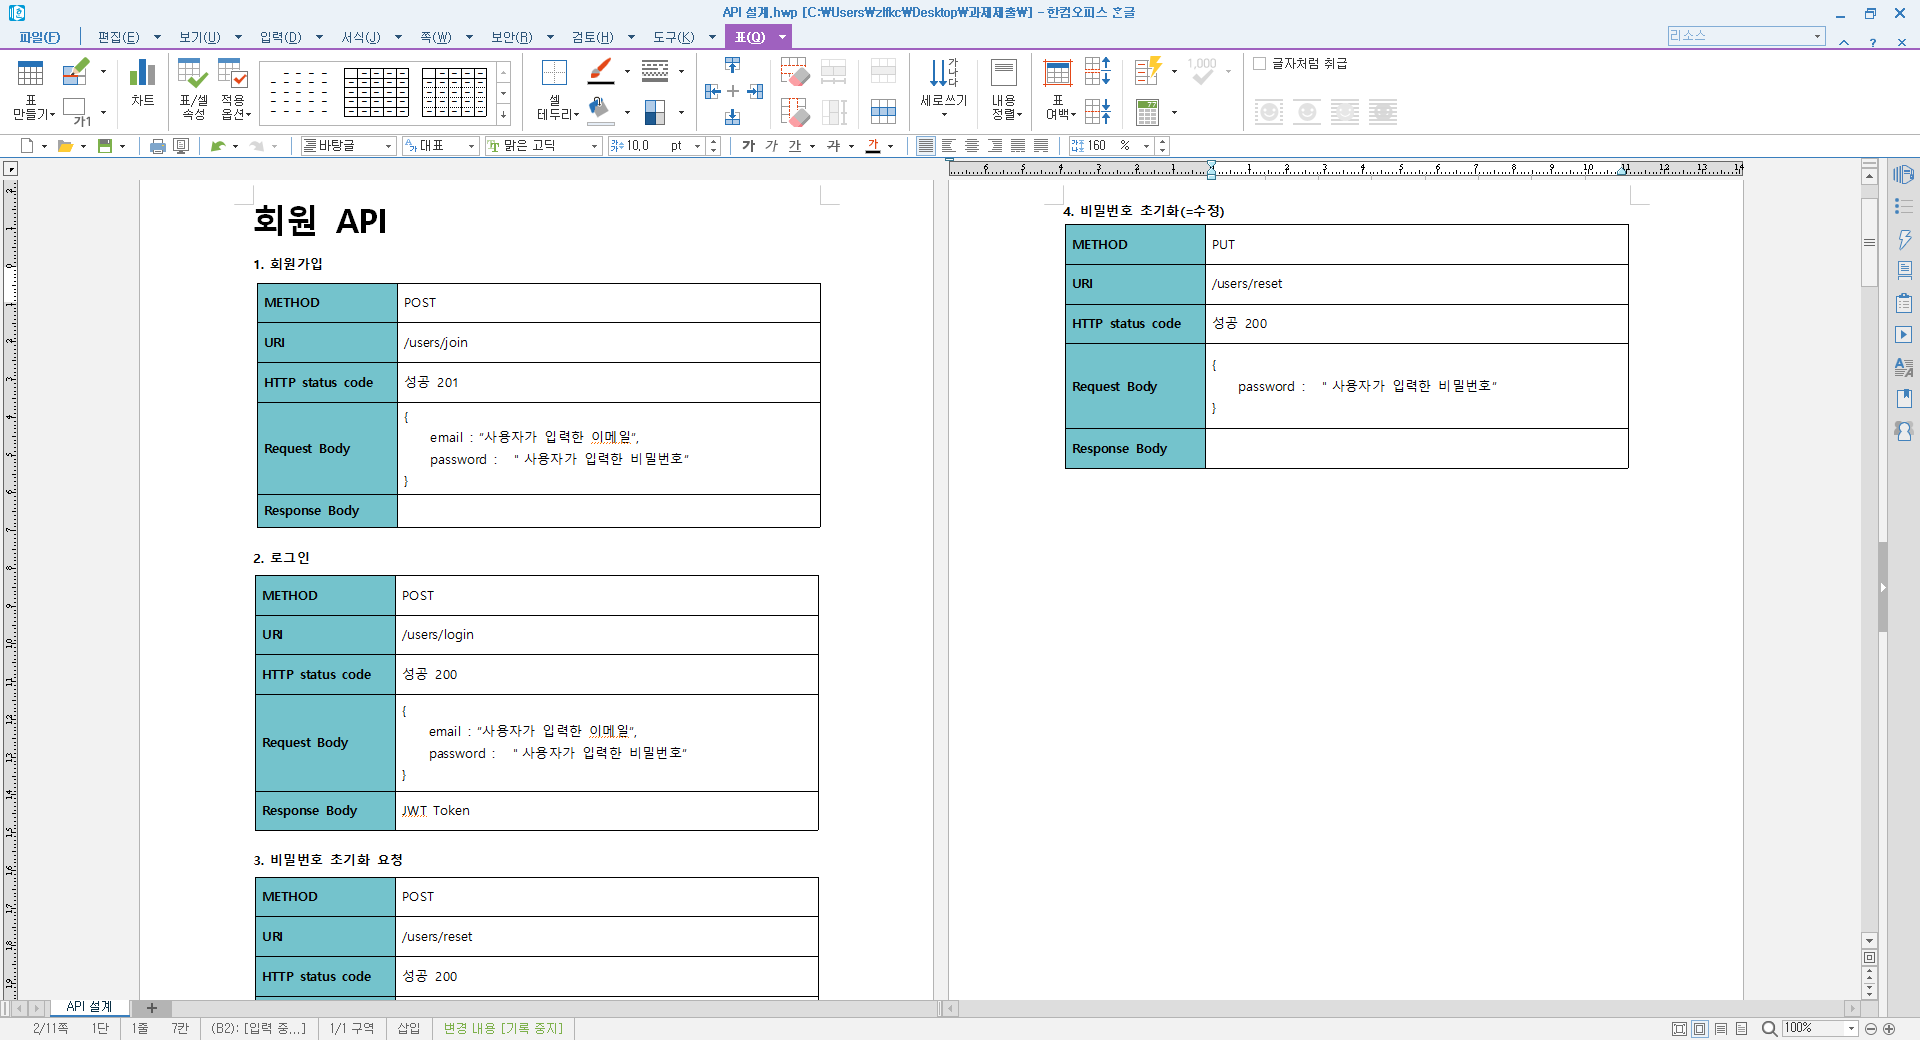 API 설계.hwp [C:\Users\zlfkc\Desktop\과제제출\] - 한컴오피스 한글
파일(F) 편집(E) 보기(U) 입력(D) 서식(J) 쪽(W) 보안(R) 검토(H) 도구(K) 표(Q) 리소스
표 만들기 가1 차트 표/셀 속성 적용 옵션 셀 테두리 가나다 세로쓰기 내용 정렬 표 여백 1,000 글자처럼 취급
바탕글 대표 맑은 고딕 10,0 pt 가 가 가 가 가 160 %
회원 API
1. 회원가입
METHOD POST
URI /users/join
HTTP status code 성공 201
Request Body {
email : "사용자가 입력한 이메일",
password : " 사용자가 입력한 비밀번호"
}
Response Body
2. 로그인
METHOD POST
URI /users/login
HTTP status code 성공 200
Request Body {
email : "사용자가 입력한 이메일",
password : " 사용자가 입력한 비밀번호"
}
Response Body JWT Token
3. 비밀번호 초기화 요청
METHOD POST
URI /users/reset
HTTP status code 성공 200
4. 비밀번호 초기화(=수정)
METHOD PUT
URI /users/reset
HTTP status code 성공 200
Request Body {
password : " 사용자가 입력한 비밀번호"
}
Response Body
API 설계
2/11쪽 1단 1줄 7칸 (B2): [입력 중...] 1/1 구역 삽입 변경 내용 [기록 중지] 100%